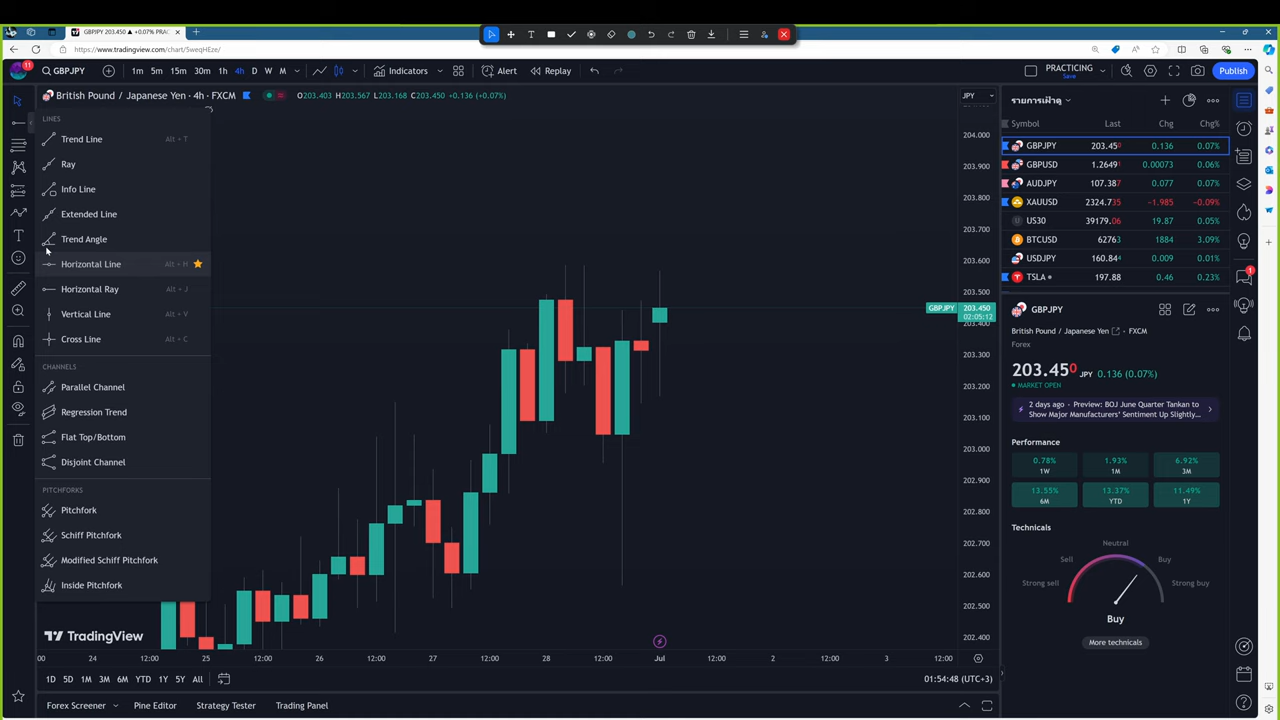 GBPJPY 203.450 ▲ +0.07% PRAC
https://www.tradingview.com/chart/5weqHEze/
11
GBPJPY
1m 5m 15m 30m 1h 4h D W M
Indicators
Alert
Replay
PRACTICING
Save
Publish
British Pound / Japanese Yen · 4h · FXCM
O203.403 H203.567 L203.168 C203.450 +0.136 (+0.07%)
JPY
LINES
Trend Line Alt + T
Ray
Info Line
Extended Line
Trend Angle
Horizontal Line Alt + H
Horizontal Ray Alt + J
Vertical Line Alt + V
Cross Line Alt + C
CHANNELS
Parallel Channel
Regression Trend
Flat Top/Bottom
Disjoint Channel
PITCHFORKS
Pitchfork
Schiff Pitchfork
Modified Schiff Pitchfork
Inside Pitchfork
TradingView
204.000
203.900
203.800
203.700
203.600
203.500
GBPJPY 203.450
02:05:12
203.400
203.300
203.200
203.100
203.000
202.900
202.800
202.700
202.600
202.500
202.400
00 24 12:00 25 12:00 26 12:00 27 12:00 28 12:00 Jul 12:00 2 12:00 3 12:00
1D 5D 1M 3M 6M YTD 1Y 5Y All
01:54:48 (UTC+3)
Forex Screener Pine Editor Strategy Tester Trading Panel
รายการเฝ้าดู
Symbol Last Chg Chg%
GBPJPY 203.450 0.136 0.07%
GBPUSD 1.26491 0.00073 0.06%
AUDJPY 107.387 0.077 0.07%
XAUUSD 2324.735 −1.985 −0.09%
US30 39179.06 19.87 0.05%
BTCUSD 62763 1884 3.09%
USDJPY 160.844 0.009 0.01%
TSLA 197.88 0.46 0.23%
1
GBPJPY
British Pound / Japanese Yen · FXCM
Forex
203.450 JPY 0.136 (0.07%)
MARKET OPEN
2 days ago · Preview: BOJ June Quarter Tankan to
Show Major Manufacturers' Sentiment Up Slightly...
Performance
0.78% 1W
1.93% 1M
6.92% 3M
13.55% 6M
13.37% YTD
11.49% 1Y
Technicals
Neutral
Sell Buy
Strong sell Strong buy
Buy
More technicals